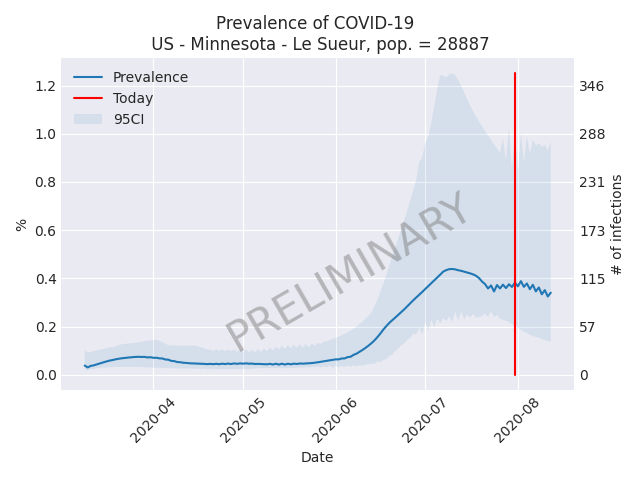 Prevalence of COVID-19
US - Minnesota - Le Sueur, pop. = 28887
Prevalence
Today
95CI
PRELIMINARY
%
1.2
1.0
0.8
0.6
0.4
0.2
0.0
346
288
231
173
115
57
0
# of infections
2020-04
2020-05
2020-06
2020-07
2020-08
Date